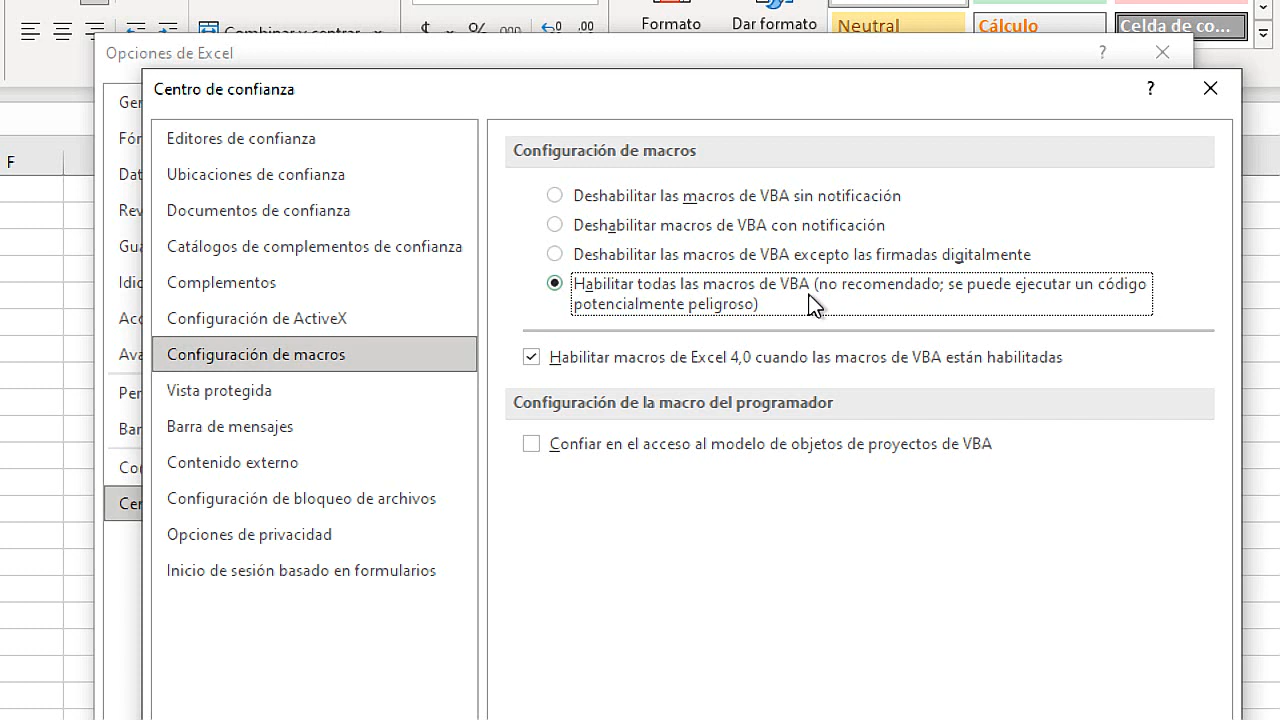 $ % 000
Combinar y centrar
Formato
Dar formato
Neutral
Cálculo
Celda de co...
Opciones de Excel
?
Centro de confianza
?
F
Editores de confianza
Ubicaciones de confianza
Documentos de confianza
Catálogos de complementos de confianza
Complementos
Configuración de ActiveX
Configuración de macros
Vista protegida
Barra de mensajes
Contenido externo
Configuración de bloqueo de archivos
Opciones de privacidad
Inicio de sesión basado en formularios
Configuración de macros
Deshabilitar las macros de VBA sin notificación
Deshabilitar macros de VBA con notificación
Deshabilitar las macros de VBA excepto las firmadas digitalmente
Habilitar todas las macros de VBA (no recomendado; se puede ejecutar un código
potencialmente peligroso)
Habilitar macros de Excel 4,0 cuando las macros de VBA están habilitadas
Configuración de la macro del programador
Confiar en el acceso al modelo de objetos de proyectos de VBA